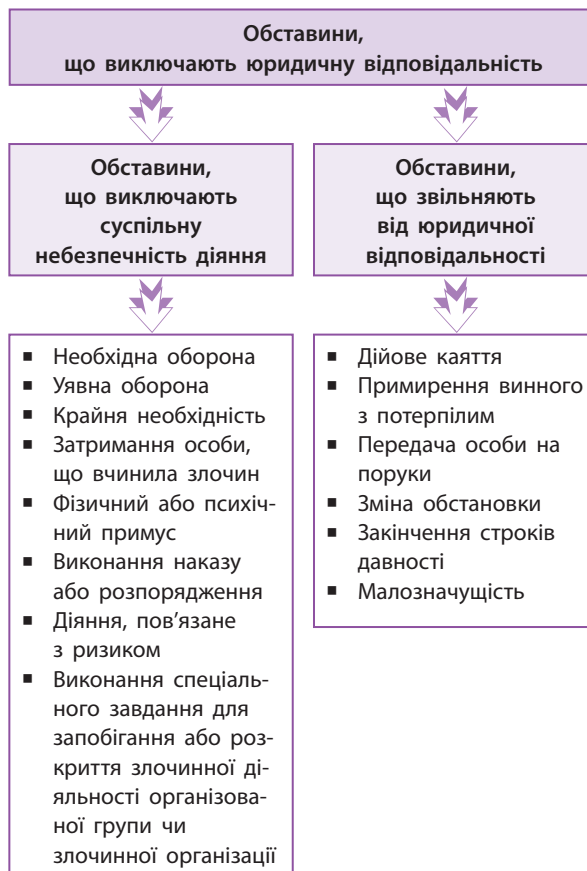 Обставини,
що виключають юридичну відповідальність
Обставини,
що виключають
суспільну
небезпечність діяння
Обставини,
що звільняють
від юридичної
відповідальності
▪ Необхідна оборона
▪ Уявна оборона
▪ Крайня необхідність
▪ Затримання особи,
що вчинила злочин
▪ Фізичний або психіч-
ний примус
▪ Виконання наказу
або розпорядження
▪ Діяння, пов’язане
з ризиком
▪ Виконання спеціаль-
ного завдання для
запобігання або роз-
криття злочинної ді-
яльності організова-
ної групи чи
злочинної організації
▪ Дійове каяття
▪ Примирення винного
з потерпілим
▪ Передача особи на
поруки
▪ Зміна обстановки
▪ Закінчення строків
давності
▪ Малозначущість